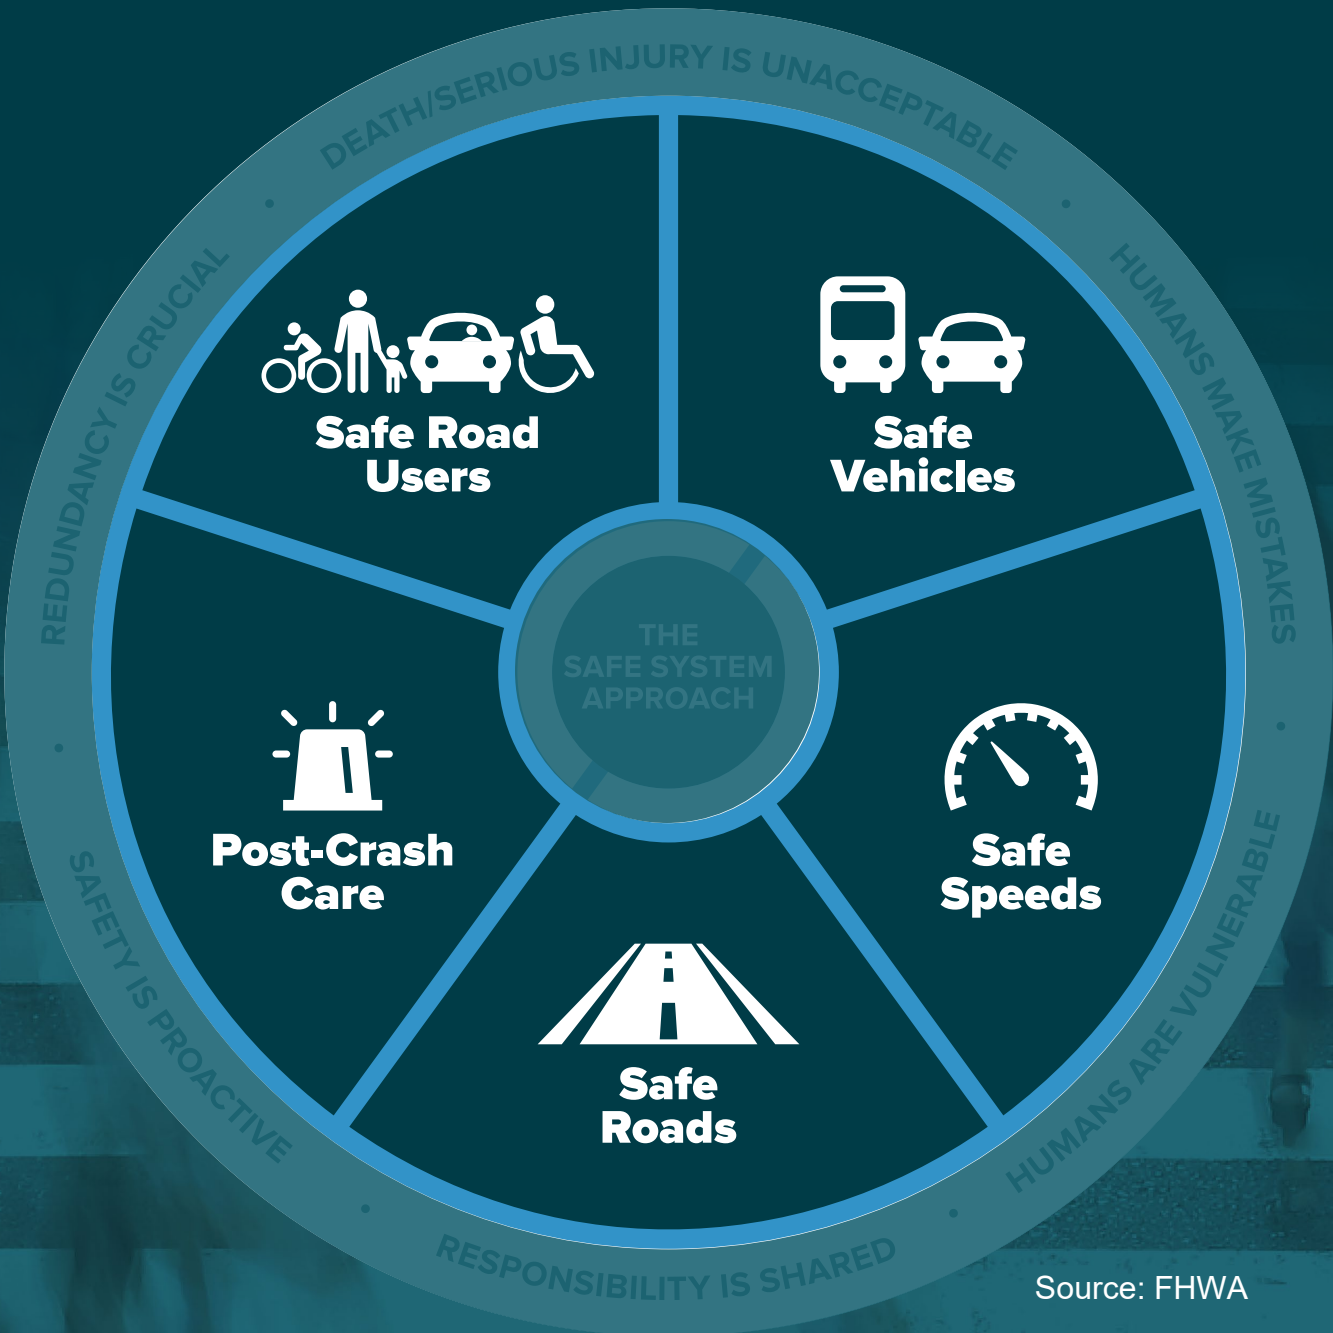 DEATH/SERIOUS INJURY IS UNACCEPTABLE
HUMANS MAKE MISTAKES
HUMANS ARE VULNERABLE
RESPONSIBILITY IS SHARED
SAFETY IS PROACTIVE
REDUNDANCY IS CRUCIAL
Safe Road
Users
Safe
Vehicles
THE
SAFE SYSTEM
APPROACH
Post-Crash
Care
Safe
Speeds
Safe
Roads
Source: FHWA